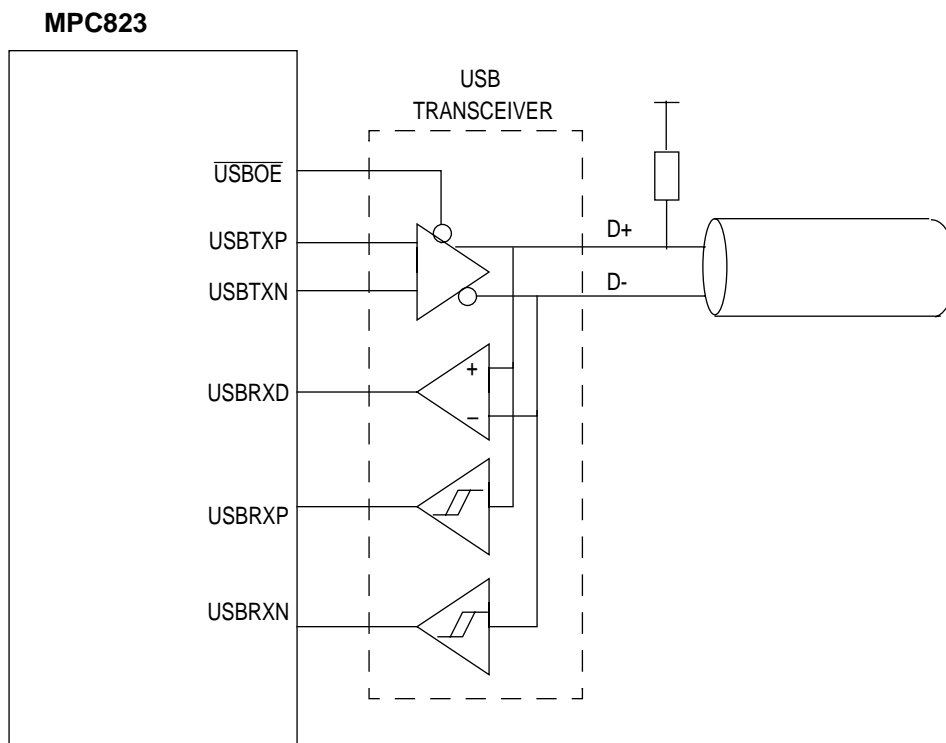 MPC823
USB
TRANSCEIVER
USBOE
USBTXP
D+
USBTXN
D-
+
USBRXD
–
USBRXP
USBRXN